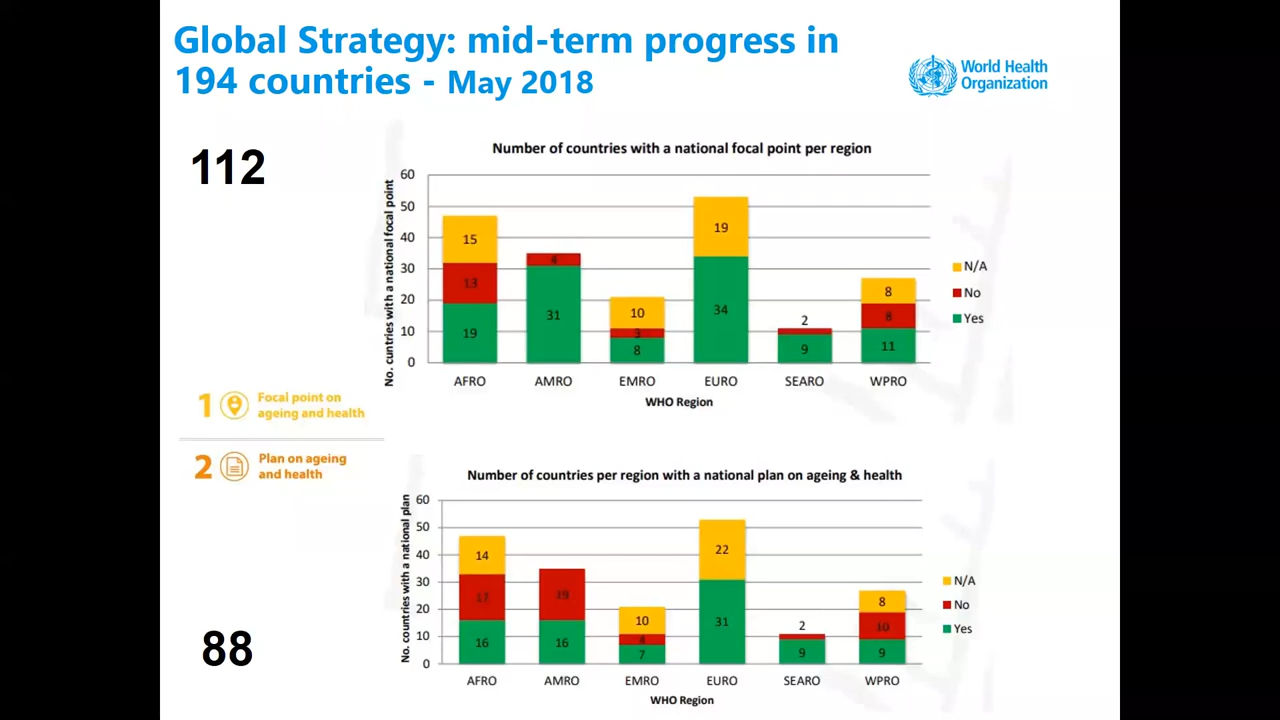 Global Strategy: mid-term progress in
194 countries - May 2018
World Health
Organization
112
Number of countries with a national focal point per region
No. cuntries with a national focal point
60
50
40
30
20
10
0
15
13
19
4
31
10
3
8
19
34
2
9
8
8
11
AFRO
AMRO
EMRO
EURO
SEARO
WPRO
WHO Region
N/A
No
Yes
1
Focal point on
ageing and health
2
Plan on ageing
and health
88
Number of countries per region with a national plan on ageing & health
No. countries with a national plan
60
50
40
30
20
10
0
14
17
16
19
16
10
4
7
22
31
2
9
8
10
9
AFRO
AMRO
EMRO
EURO
SEARO
WPRO
WHO Region
N/A
No
Yes